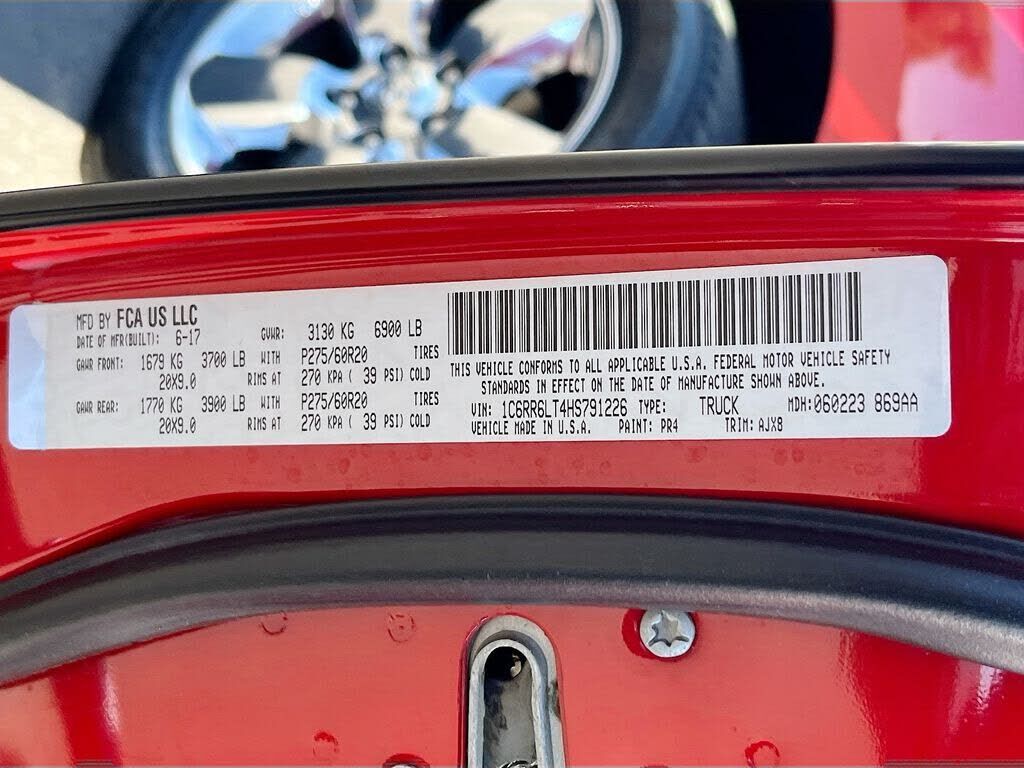 MFD BY FCA US LLC
DATE OF MFR(BUILT): 6-17 GVWR: 3130 KG 6900 LB
GAWR FRONT: 1679 KG 3700 LB WITH P275/60R20 TIRES
20X9.0 RIMS AT 270 KPA ( 39 PSI) COLD
GAWR REAR: 1770 KG 3900 LB WITH P275/60R20 TIRES
20X9.0 RIMS AT 270 KPA ( 39 PSI) COLD
THIS VEHICLE CONFORMS TO ALL APPLICABLE U.S.A. FEDERAL MOTOR VEHICLE SAFETY
STANDARDS IN EFFECT ON THE DATE OF MANUFACTURE SHOWN ABOVE.
VIN: 1C6RR6LT4HS791226 TYPE: TRUCK MDH: 060223 869AA
VEHICLE MADE IN U.S.A. PAINT: PR4 TRIM: AJX8